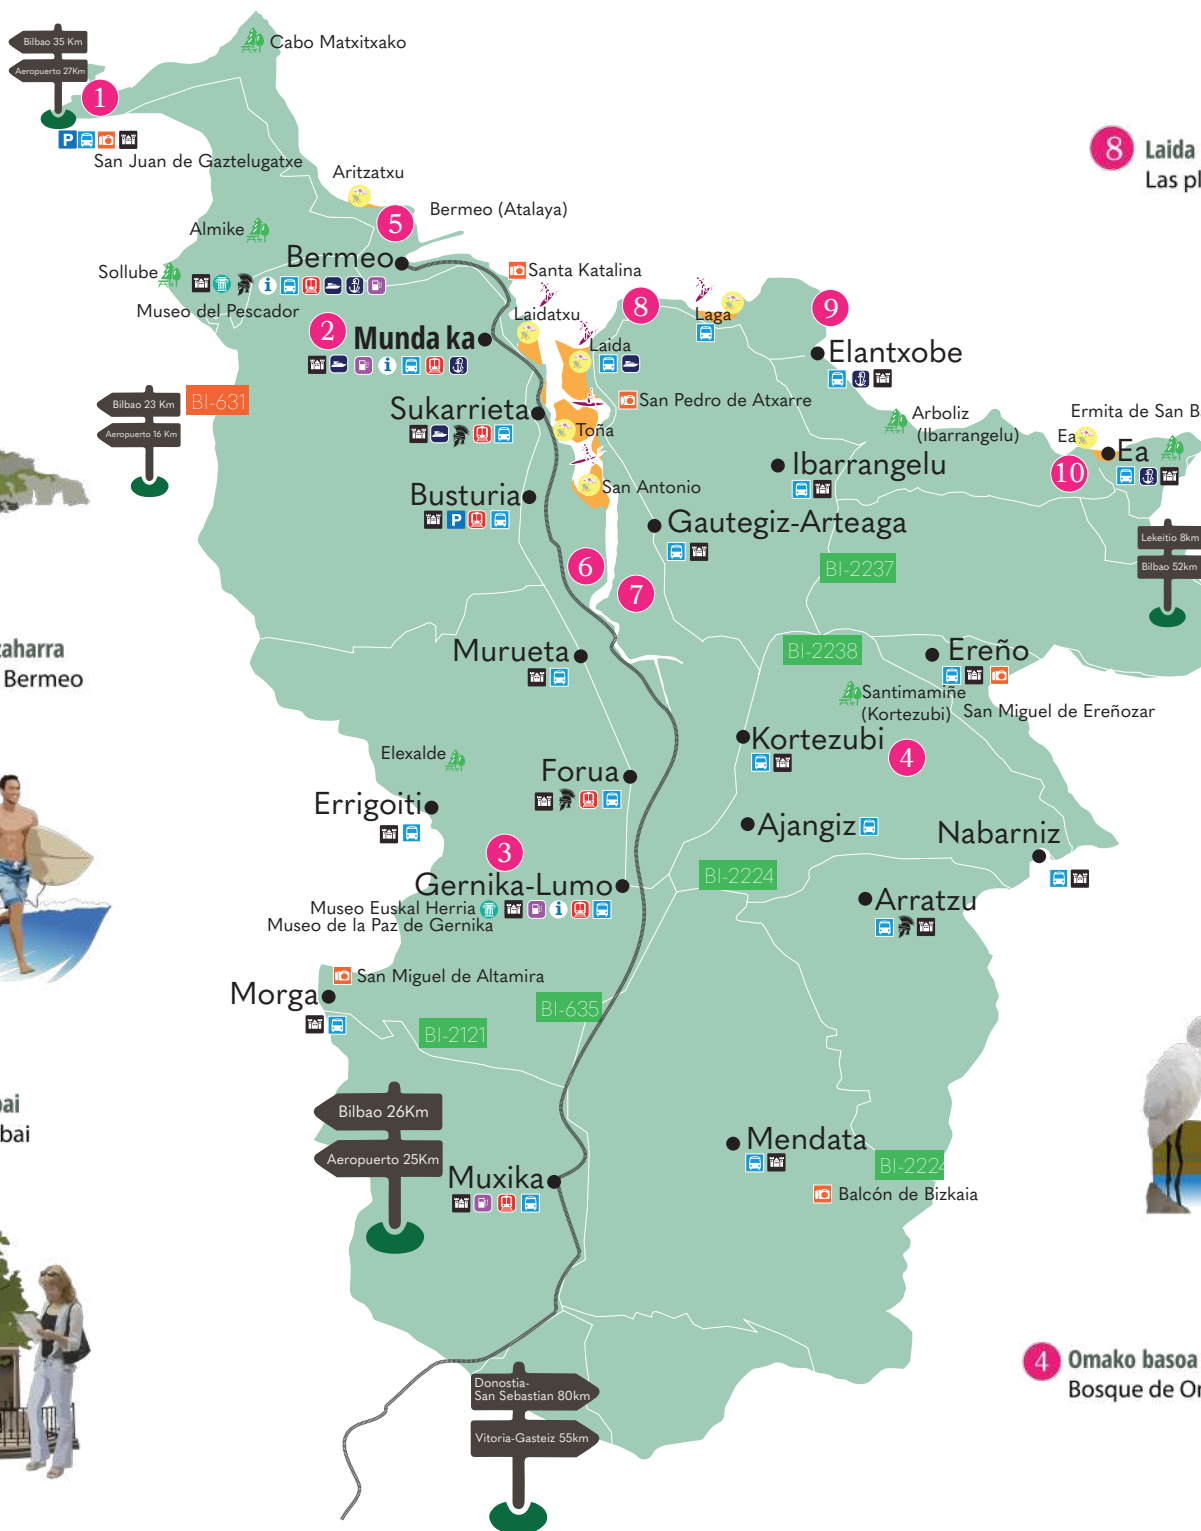 Bilbao 35 Km
Aeropuerto 27Km
Cabo Matxitxako
1
P
San Juan de Gaztelugatxe
8 Laida
Aritzatxu
5
Bermeo (Atalaya)
Almike
Bermeo
Sollube
Museo del Pescador
Santa Katalina
Laidatxu
8
Laga
9
2
Munda ka
Laida
Elantxobe
Bilbao 23 Km
BI-631
Aeropuerto 16 Km
Sukarrieta
San Pedro de Atxarre
Toña
Arboliz
(Ibarrangelu)
Ermita de San
Ea
Ea
10
Ibarrangelu
Busturia
P
San Antonio
Gautegiz-Arteaga
Lekeitio 8km
Bilbao 52km
6
7
BI-2237
Bermeo
Murueta
BI-2238
Ereño
Santimamiñe
(Kortezubi)
San Miguel de Ereñozar
Kortezubi
4
Elexalde
Forua
Errigoiti
Ajangiz
Nabarniz
3
Gernika-Lumo
BI-2224
Museo Euskal Herria
Museo de la Paz de Gernika
Arratzu
San Miguel de Altamira
Morga
BI-635
BI-2121
Bilbao 26Km
Aeropuerto 25Km
Muxika
Mendata
BI-2224
Balcón de Bizkaia
4 Omako basoa
Bosque de
Donostia-
San Sebastian 80km
Vitoria-Gasteiz 55km